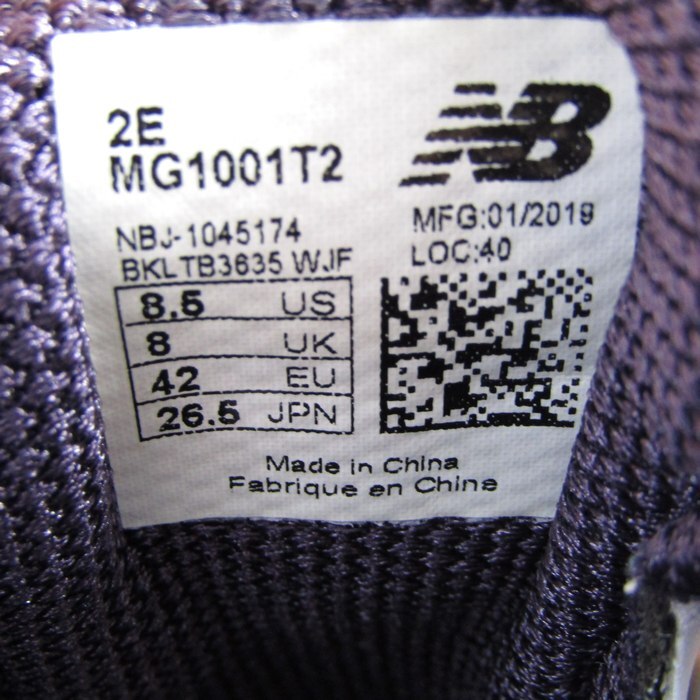 2E
MG1001T2
NB
NBJ-1045174
BKLTB3635 WJF
MFG:01/2019
LOC:40
8.5 US
8 UK
42 EU
26.5 JPN
Made in China
Fabrique en Chine